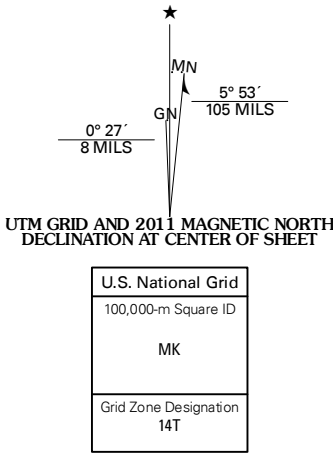 ★
MN
GN
5° 53´
105 MILS
0° 27´
8 MILS
UTM GRID AND 2011 MAGNETIC NORTH
DECLINATION AT CENTER OF SHEET
U.S. National Grid
100,000-m Square ID
MK
Grid Zone Designation
14T